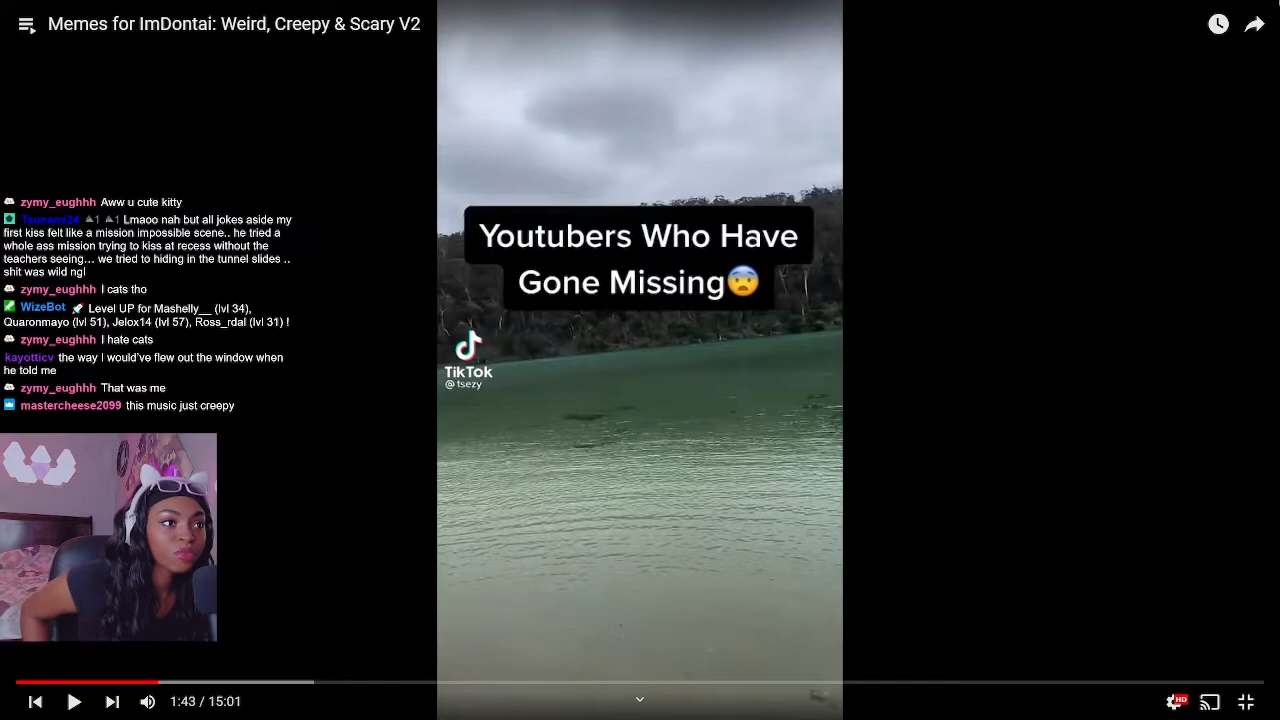 Memes for ImDontai: Weird, Creepy & Scary V2
Youtubers Who Have
Gone Missing😨
TikTok
@tsezy
zymy_eughhh Aww u cute kitty
Tsunami24 1 1 Lmaoo nah but all jokes aside my
first kiss felt like a mission impossible scene.. he tried a
whole ass mission trying to kiss at recess without the
teachers seeing... we tried to hiding in the tunnel slides ..
shit was wild ngl
zymy_eughhh I cats tho
WizeBot 🚀 Level UP for Mashelly__ (lvl 34),
Quaronmayo (lvl 51), Jelox14 (lvl 57), Ross_rdal (lvl 31) !
zymy_eughhh I hate cats
kayotticv the way I would've flew out the window when
he told me
zymy_eughhh That was me
mastercheese2099 this music just creepy
1:43 / 15:01
HD